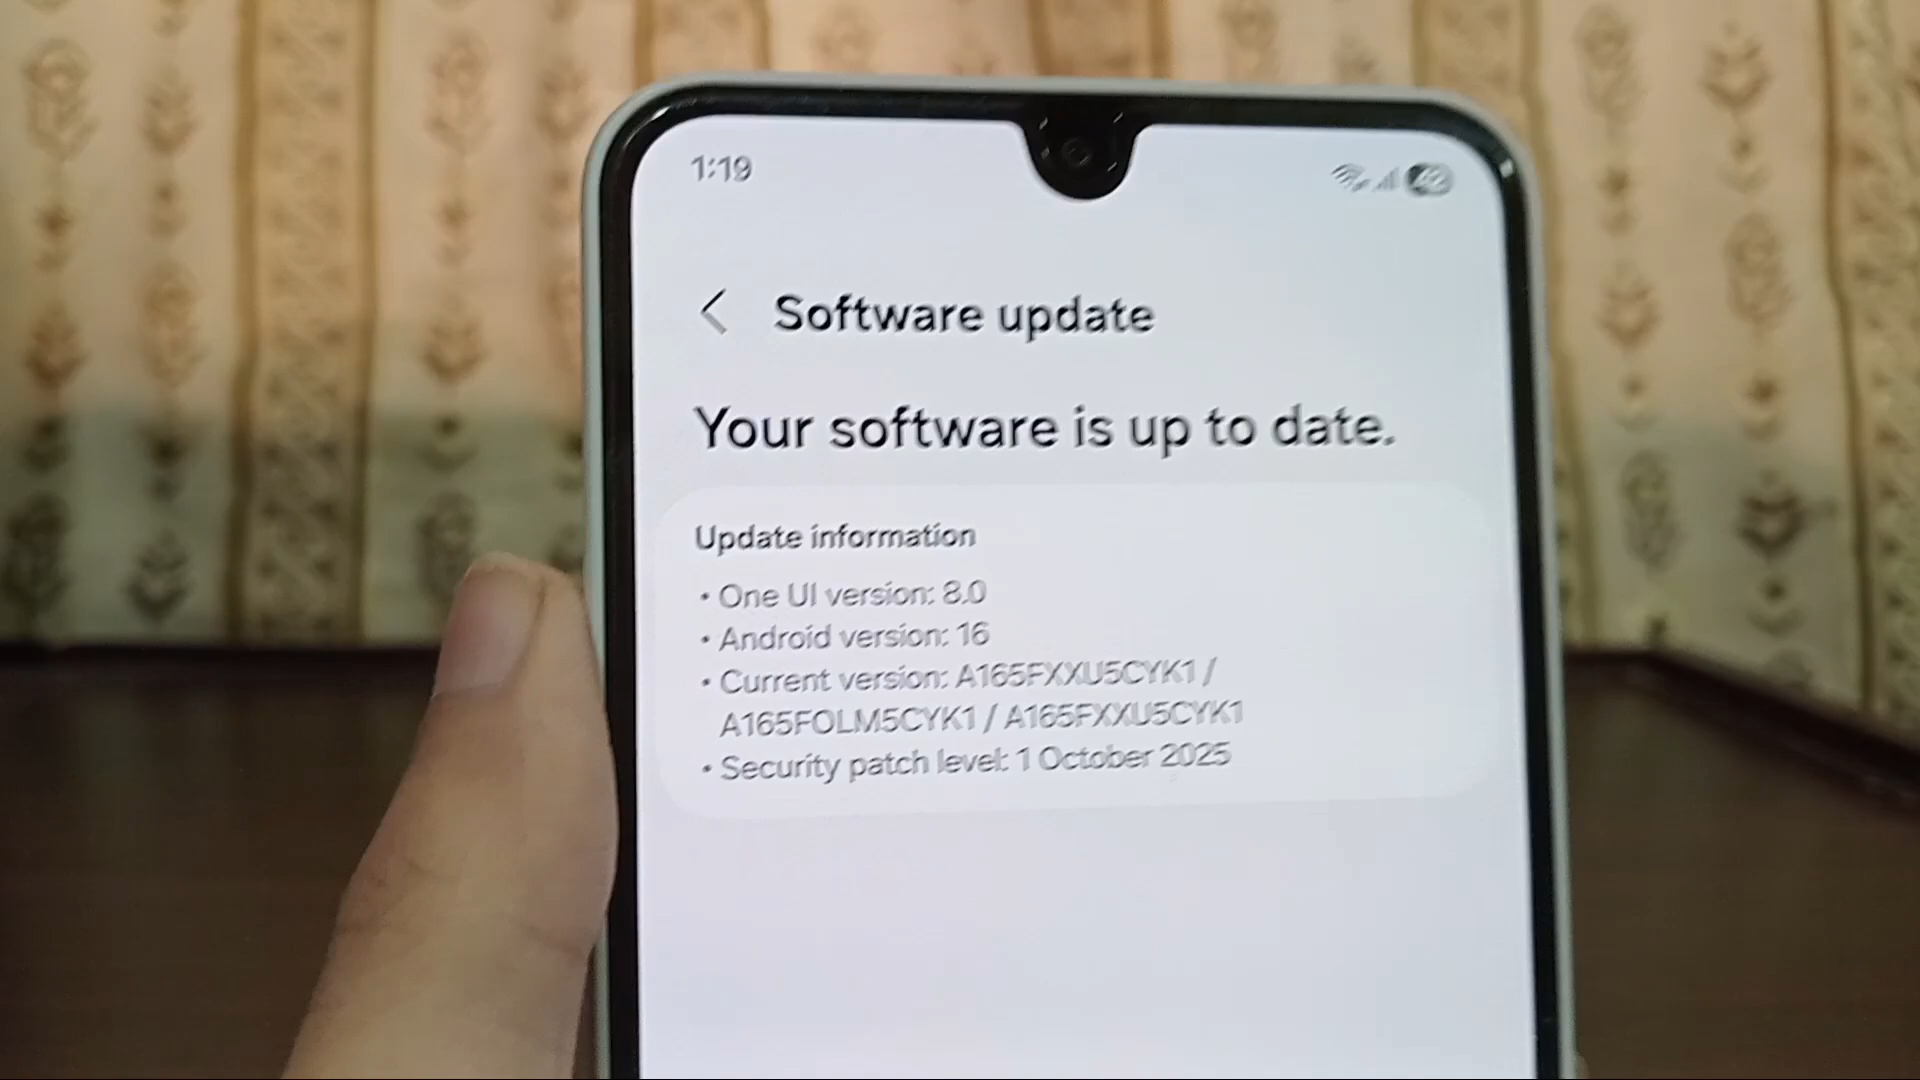 1:19
Software update
Your software is up to date.
Update information
• One UI version: 8.0
• Android version: 16
• Current version: A165FXXU5CYK1 /
A165FOLM5CYK1 / A165FXXU5CYK1
• Security patch level: 1 October 2025